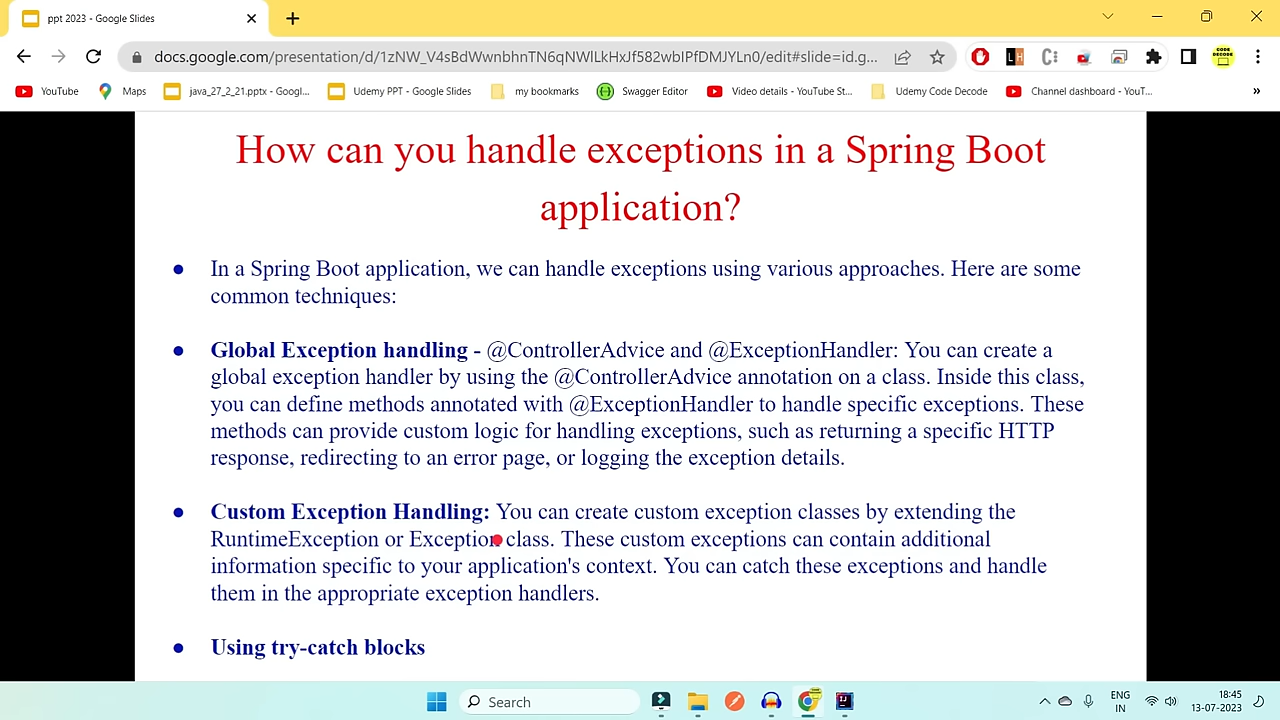 ppt 2023 - Google Slides
docs.google.com/presentation/d/1zNW_V4sadWwnbhnTN6qNWlLkHxJf582wblPfDMJYLn0/edit#slide=id.g...
YouTube Maps java_27_2_21.pptx - Googl... Udemy PPT - Google Slides my bookmarks Swagger Editor Video details - YouTube St... Udemy Code Decode Channel dashboard - YouT... »
How can you handle exceptions in a Spring Boot
application?
● In a Spring Boot application, we can handle exceptions using various approaches. Here are some
common techniques:
● Global Exception handling - @ControllerAdvice and @ExceptionHandler: You can create a
global exception handler by using the @ControllerAdvice annotation on a class. Inside this class,
you can define methods annotated with @ExceptionHandler to handle specific exceptions. These
methods can provide custom logic for handling exceptions, such as returning a specific HTTP
response, redirecting to an error page, or logging the exception details.
● Custom Exception Handling: You can create custom exception classes by extending the
RuntimeException or Exception class. These custom exceptions can contain additional
information specific to your application's context. You can catch these exceptions and handle
them in the appropriate exception handlers.
● Using try-catch blocks
Search
ENG
IN
18:45
13-07-2023